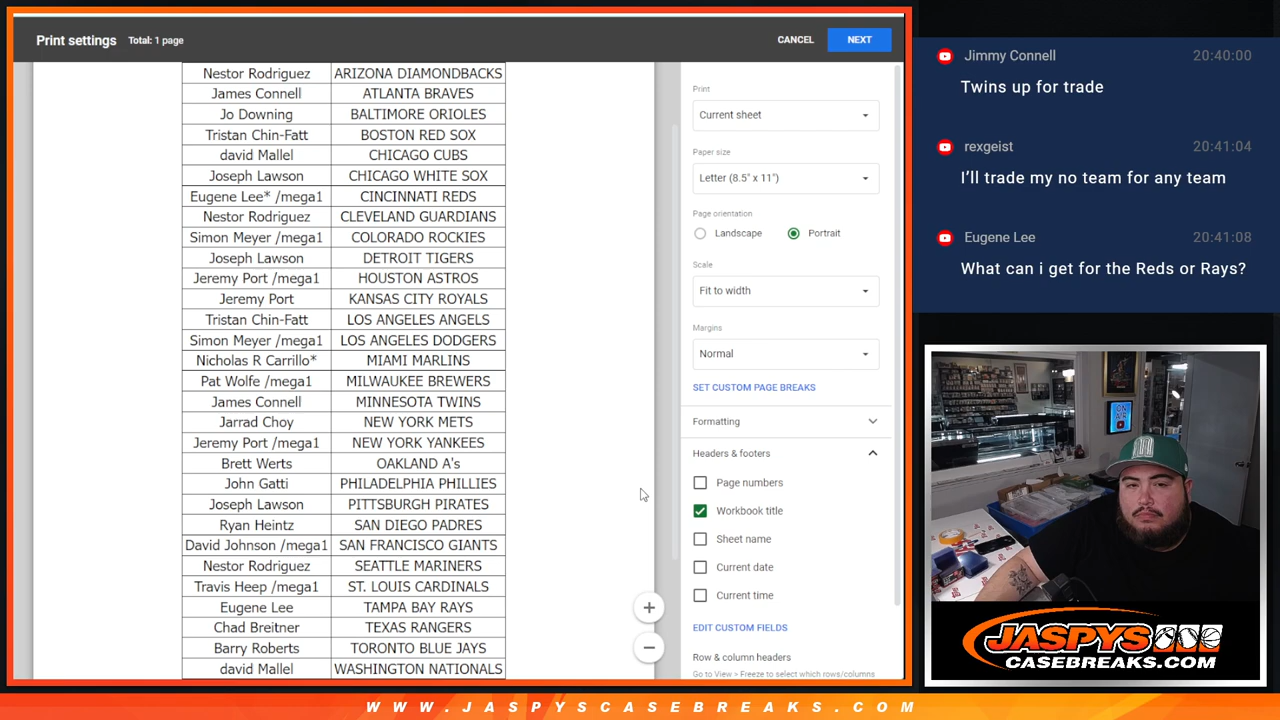 Print settings Total: 1 page
CANCEL NEXT
Nestor Rodriguez ARIZONA DIAMONDBACKS
James Connell ATLANTA BRAVES
Jo Downing BALTIMORE ORIOLES
Tristan Chin-Fatt BOSTON RED SOX
david Mallel CHICAGO CUBS
Joseph Lawson CHICAGO WHITE SOX
Eugene Lee* /mega1 CINCINNATI REDS
Nestor Rodriguez CLEVELAND GUARDIANS
Simon Meyer /mega1 COLORADO ROCKIES
Joseph Lawson DETROIT TIGERS
Jeremy Port /mega1 HOUSTON ASTROS
Jeremy Port KANSAS CITY ROYALS
Tristan Chin-Fatt LOS ANGELES ANGELS
Simon Meyer /mega1 LOS ANGELES DODGERS
Nicholas R Carrillo* MIAMI MARLINS
Pat Wolfe /mega1 MILWAUKEE BREWERS
James Connell MINNESOTA TWINS
Jarrad Choy NEW YORK METS
Jeremy Port /mega1 NEW YORK YANKEES
Brett Werts OAKLAND A's
John Gatti PHILADELPHIA PHILLIES
Joseph Lawson PITTSBURGH PIRATES
Ryan Heintz SAN DIEGO PADRES
David Johnson /mega1 SAN FRANCISCO GIANTS
Nestor Rodriguez SEATTLE MARINERS
Travis Heep /mega1 ST. LOUIS CARDINALS
Eugene Lee TAMPA BAY RAYS
Chad Breitner TEXAS RANGERS
Barry Roberts TORONTO BLUE JAYS
david Mallel WASHINGTON NATIONALS
Print
Current sheet
Paper size
Letter (8.5" x 11")
Page orientation
Landscape Portrait
Scale
Fit to width
Margins
Normal
SET CUSTOM PAGE BREAKS
Formatting
Headers & footers
Page numbers
Workbook title
Sheet name
Current date
Current time
EDIT CUSTOM FIELDS
Row & column headers
Go to View > Freeze to select which rows/columns
Jimmy Connell 20:40:00
Twins up for trade
rexgeist 20:41:04
I'll trade my no team for any team
Eugene Lee 20:41:08
What can i get for the Reds or Rays?
ON AIR
JASPYS
CASEBREAKS.COM
WWW.JASPYSCASEBREAKS.COM